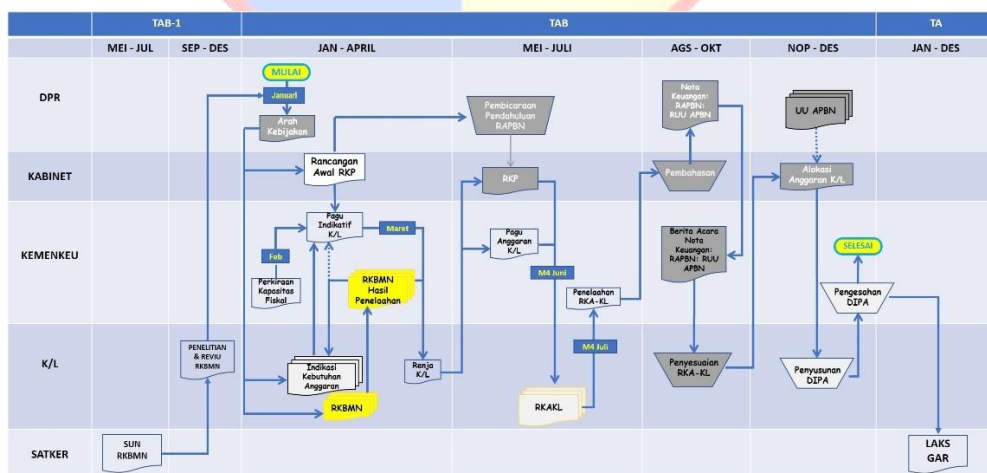 TAB-1
TAB
TA
MEI - JUL
SEP - DES
JAN - APRIL
MEI - JULI
AGS - OKT
NOP - DES
JAN - DES
DPR
MULAI
Januari
Arah
Kebijakan
Pembicaraan
Pendahuluan
RAPBN
Nota
Keuangan:
RAPBN:
RUU APBN
UU APBN
KABINET
Rancangan
Awal RKP
RKP
Pembahasan
Alokasi
Anggaran K/L
KEMENKEU
Pagu
Indikatif
K/L
Maret
Feb
Perkiraan
Kapasitas
Fiskal
RKBMN
Hasil
Penelaahan
Pagu
Anggaran
K/L
M4 Juni
Penelaahan
RKA-KL
Berita Acara
Nota
Keuangan:
RAPBN: RUU
APBN
SELESAI
Pengesahan
DIPA
K/L
PENELITIAN
& REVIU
RKBMN
Indikasi
Kebutuhan
Anggaran
RKBMN
Renja
K/L
M4 Juli
RKAKL
Penyesuaian
RKA-KL
Penyusunan
DIPA
SATKER
SUN
RKBMN
LAKS
GAR